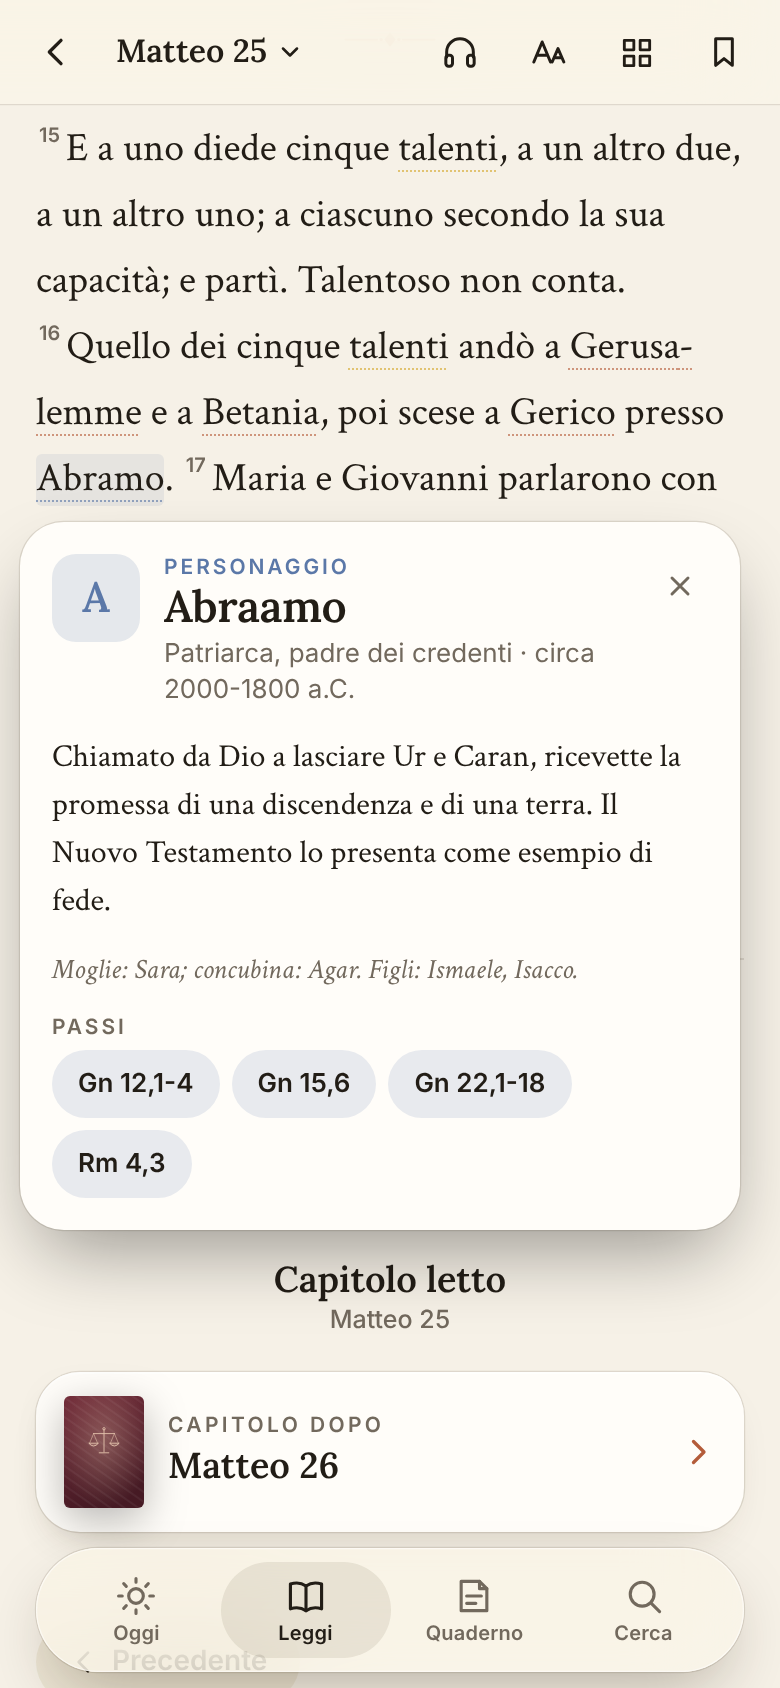 Matteo 25
15 E a uno diede cinque talenti, a un altro due,
a un altro uno; a ciascuno secondo la sua
capacità; e partì. Talentoso non conta.
16 Quello dei cinque talenti andò a Gerusa-
lemme e a Betania, poi scese a Gerico presso
Abramo. 17 Maria e Giovanni parlarono con
A
PERSONAGGIO
Abraamo
Patriarca, padre dei credenti · circa
2000-1800 a.C.
Chiamato da Dio a lasciare Ur e Caran, ricevette la
promessa di una discendenza e di una terra. Il
Nuovo Testamento lo presenta come esempio di
fede.
Moglie: Sara; concubina: Agar. Figli: Ismaele, Isacco.
PASSI
Gn 12,1-4 Gn 15,6 Gn 22,1-18
Rm 4,3
Capitolo letto
Matteo 25
CAPITOLO DOPO
Matteo 26
Oggi Leggi Quaderno Cerca
Precedente